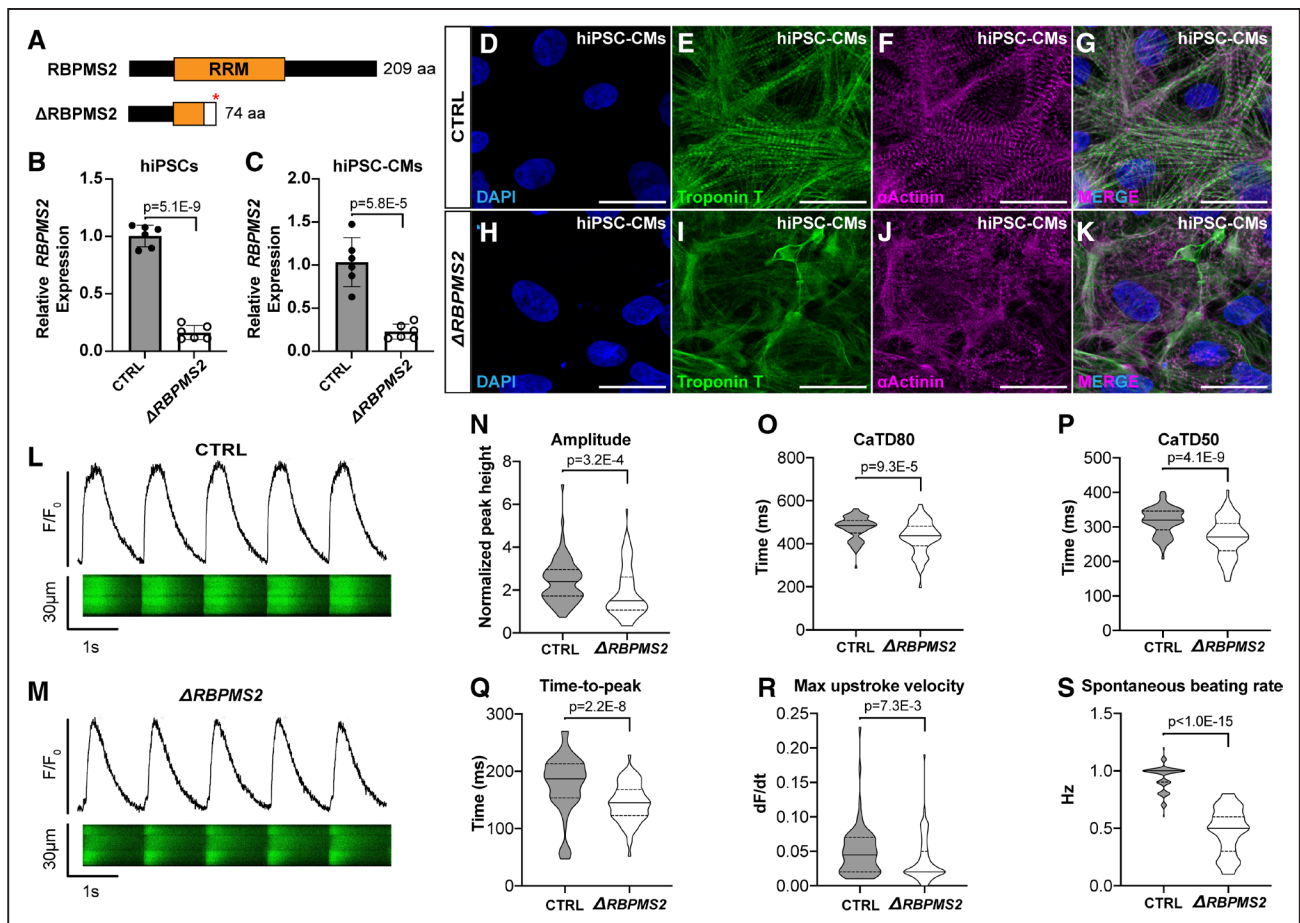 A
RBPMS2
RRM
209 aa
ΔRBPMS2
*
74 aa
B
hiPSCs
Relative RBPMS2
Expression
1.5
1.0
0.5
0.0
p=5.1E-9
CTRL
ΔRBPMS2
C
hiPSC-CMs
Relative RBPMS2
Expression
2.0
1.5
1.0
0.5
0.0
p=5.8E-5
CTRL
ΔRBPMS2
CTRL
D
hiPSC-CMs
DAPI
E
hiPSC-CMs
Troponin T
F
hiPSC-CMs
αActinin
G
hiPSC-CMs
MERGE
ΔRBPMS2
H
hiPSC-CMs
DAPI
I
hiPSC-CMs
Troponin T
J
hiPSC-CMs
αActinin
K
hiPSC-CMs
MERGE
L
CTRL
F/F0
30µm
1s
M
ΔRBPMS2
F/F0
30µm
1s
N
Amplitude
p=3.2E-4
Normalized peak height
8
6
4
2
0
CTRL
ΔRBPMS2
O
CaTD80
p=9.3E-5
Time (ms)
800
600
400
200
0
CTRL
ΔRBPMS2
P
CaTD50
p=4.1E-9
Time (ms)
500
400
300
200
100
0
CTRL
ΔRBPMS2
Q
Time-to-peak
p=2.2E-8
Time (ms)
300
200
100
0
CTRL
ΔRBPMS2
R
Max upstroke velocity
p=7.3E-3
dF/dt
0.25
0.20
0.15
0.10
0.05
0.00
CTRL
ΔRBPMS2
S
Spontaneous beating rate
p<1.0E-15
Hz
1.5
1.0
0.5
0.0
CTRL
ΔRBPMS2